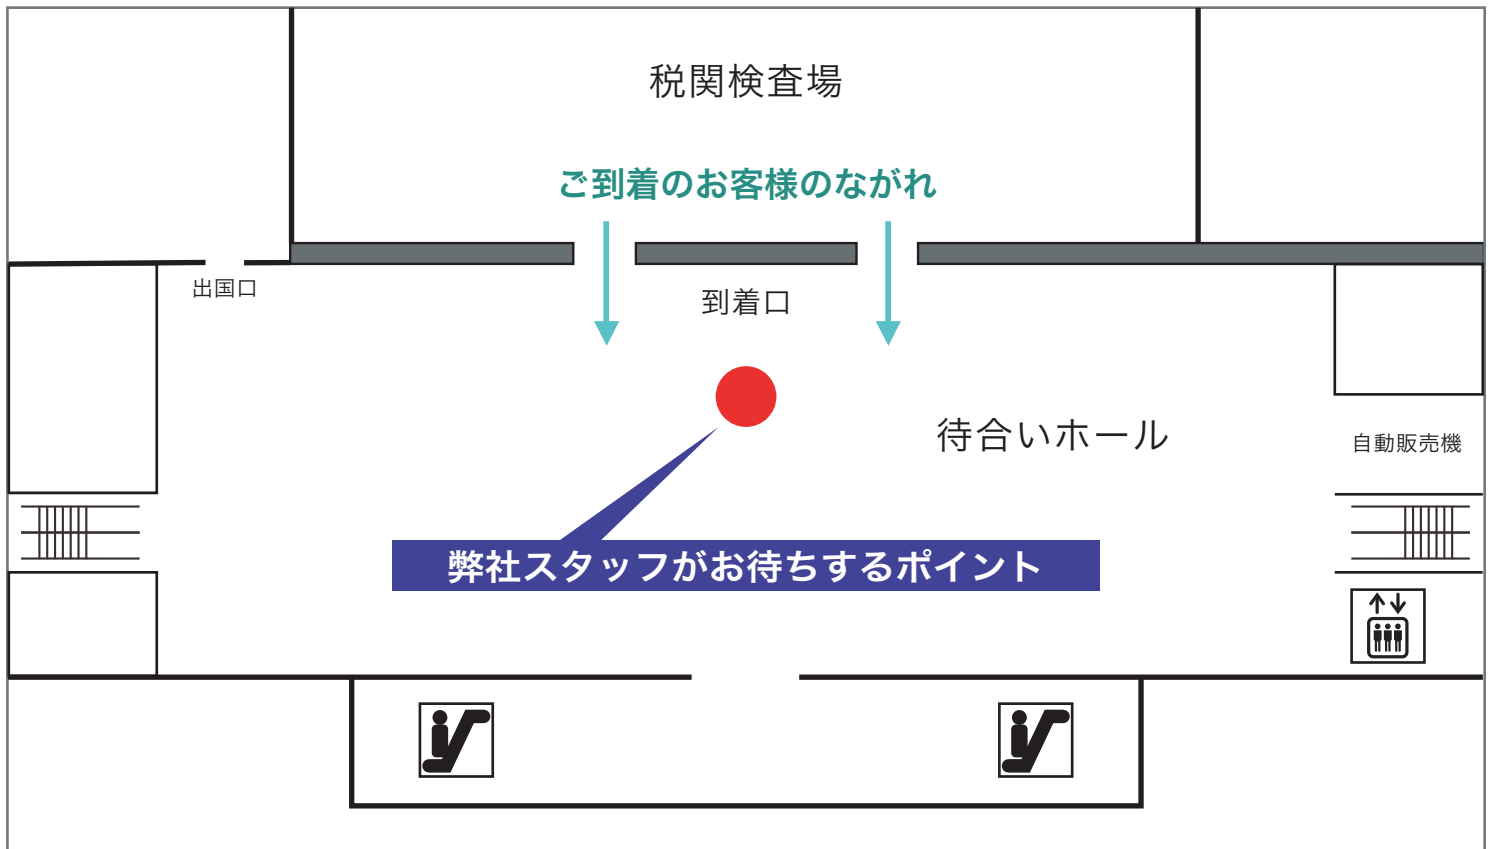 税関検査場
ご到着のお客様のながれ
出国口
到着口
待合いホール
自動販売機
弊社スタッフがお待ちするポイント